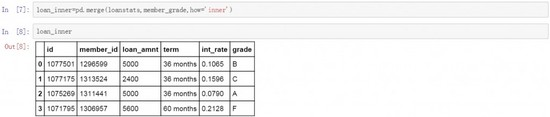 In [7]: loan_inner=pd.merge(loanstats,member_grade,how='inner')
In [8]: loan_inner
Out[8]:
id member_id loan_amnt term int_rate grade
0 1077501 1296599 5000 36 months 0.1065 B
1 1077175 1313524 2400 36 months 0.1596 C
2 1075269 1311441 5000 36 months 0.0790 A
3 1071795 1306957 5600 60 months 0.2128 F